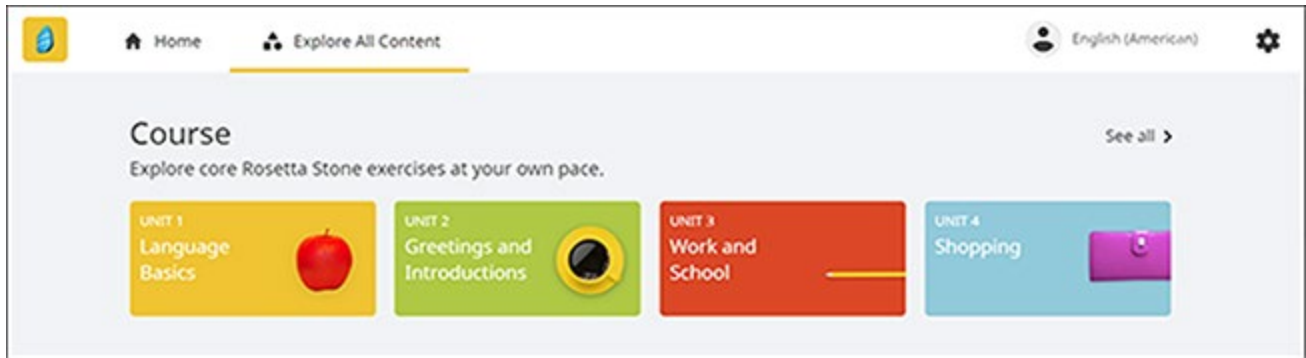 Home
Explore All Content
English (American)
Course
See all
Explore core Rosetta Stone exercises at your own pace.
UNIT 1
Language
Basics
UNIT 2
Greetings and
Introductions
UNIT 3
Work and
School
UNIT 4
Shopping